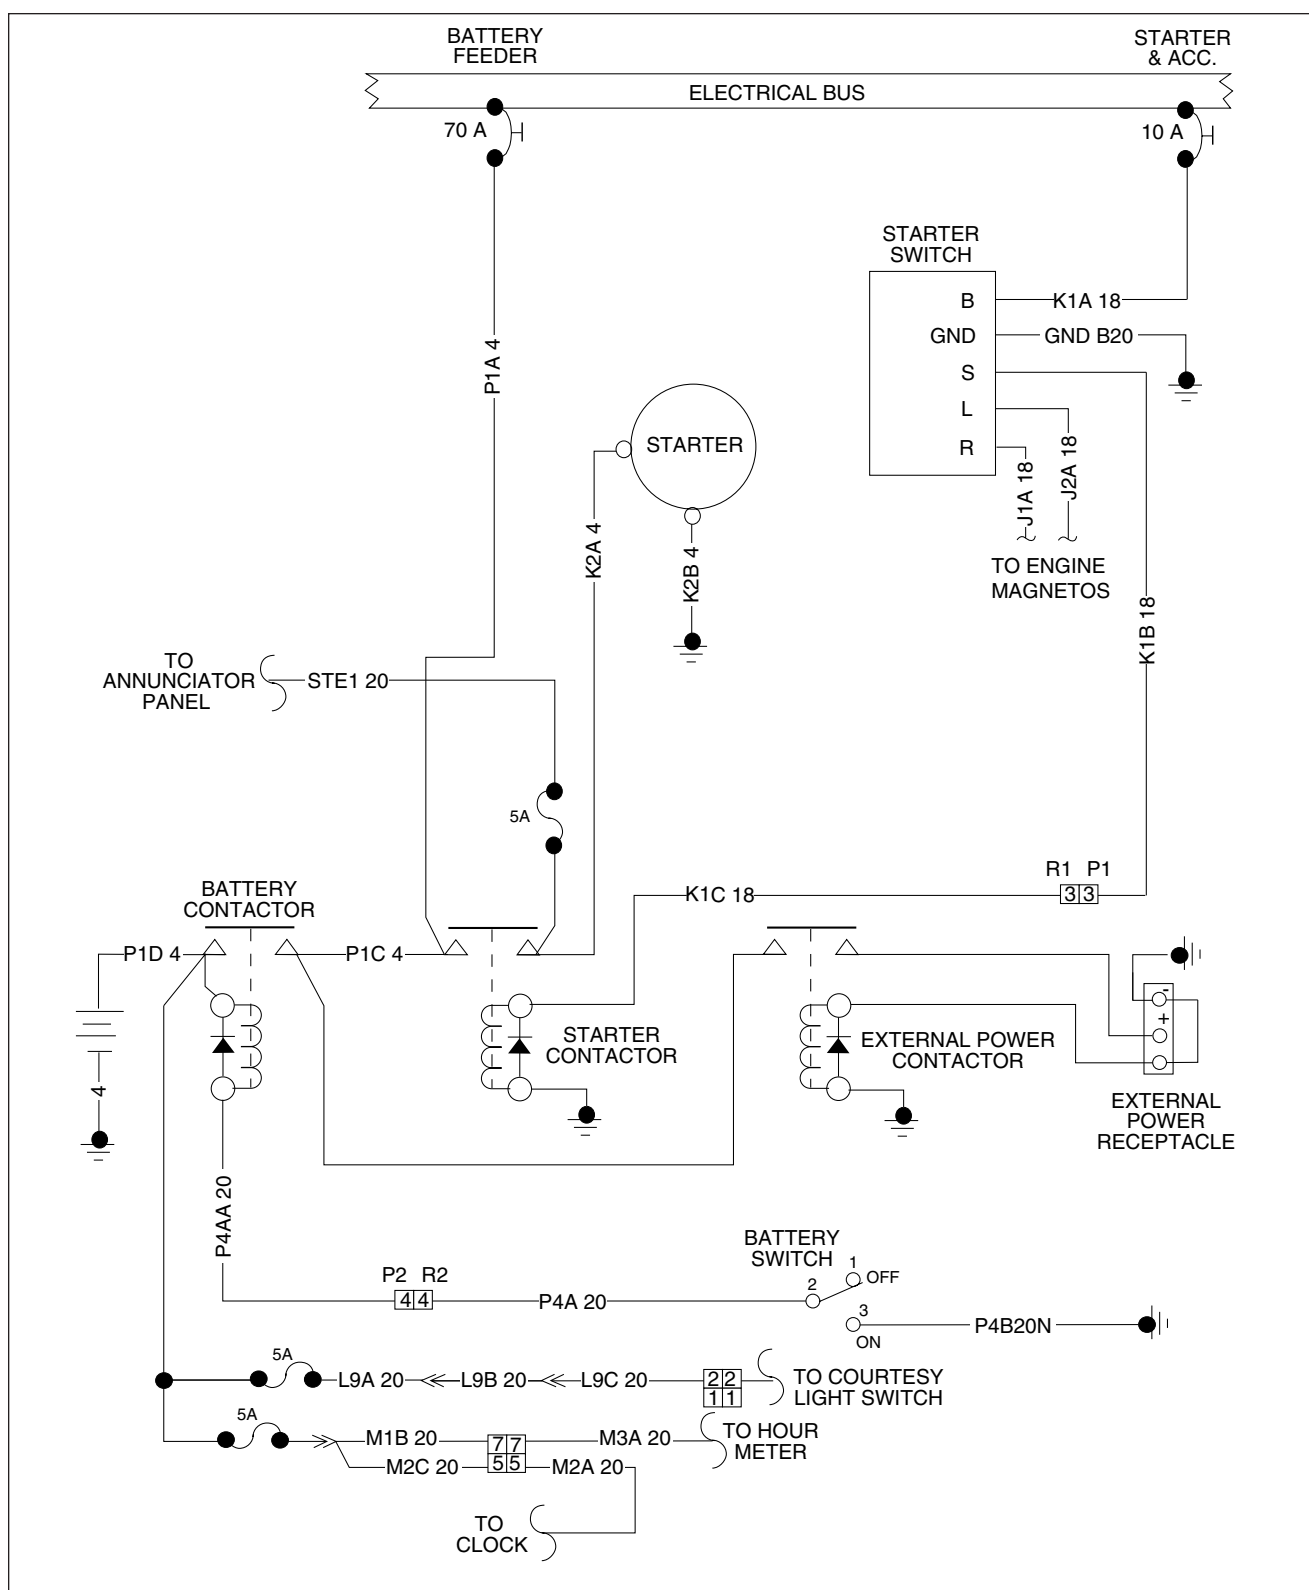 BATTERY
FEEDER
STARTER
& ACC.
ELECTRICAL BUS
70 A
10 A
STARTER
SWITCH
B
K1A 18
GND
GND B20
S
L
R
J1A 18
J2A 18
TO ENGINE
MAGNETOS
P1A 4
STARTER
K2A 4
K2B 4
K1B 18
TO
ANNUNCIATOR
PANEL
STE1 20
5A
R1 P1
3 3
K1C 18
BATTERY
CONTACTOR
P1D 4
P1C 4
STARTER
CONTACTOR
EXTERNAL POWER
CONTACTOR
-
+
4
EXTERNAL
POWER
RECEPTACLE
P4AA 20
BATTERY
SWITCH
P2 R2
4 4
P4A 20
2
1
OFF
3
ON
P4B20N
5A
L9A 20
L9B 20
L9C 20
2 2
1 1
TO COURTESY
LIGHT SWITCH
5A
M1B 20
7 7
M3A 20
TO HOUR
METER
M2C 20
5 5
M2A 20
TO
CLOCK